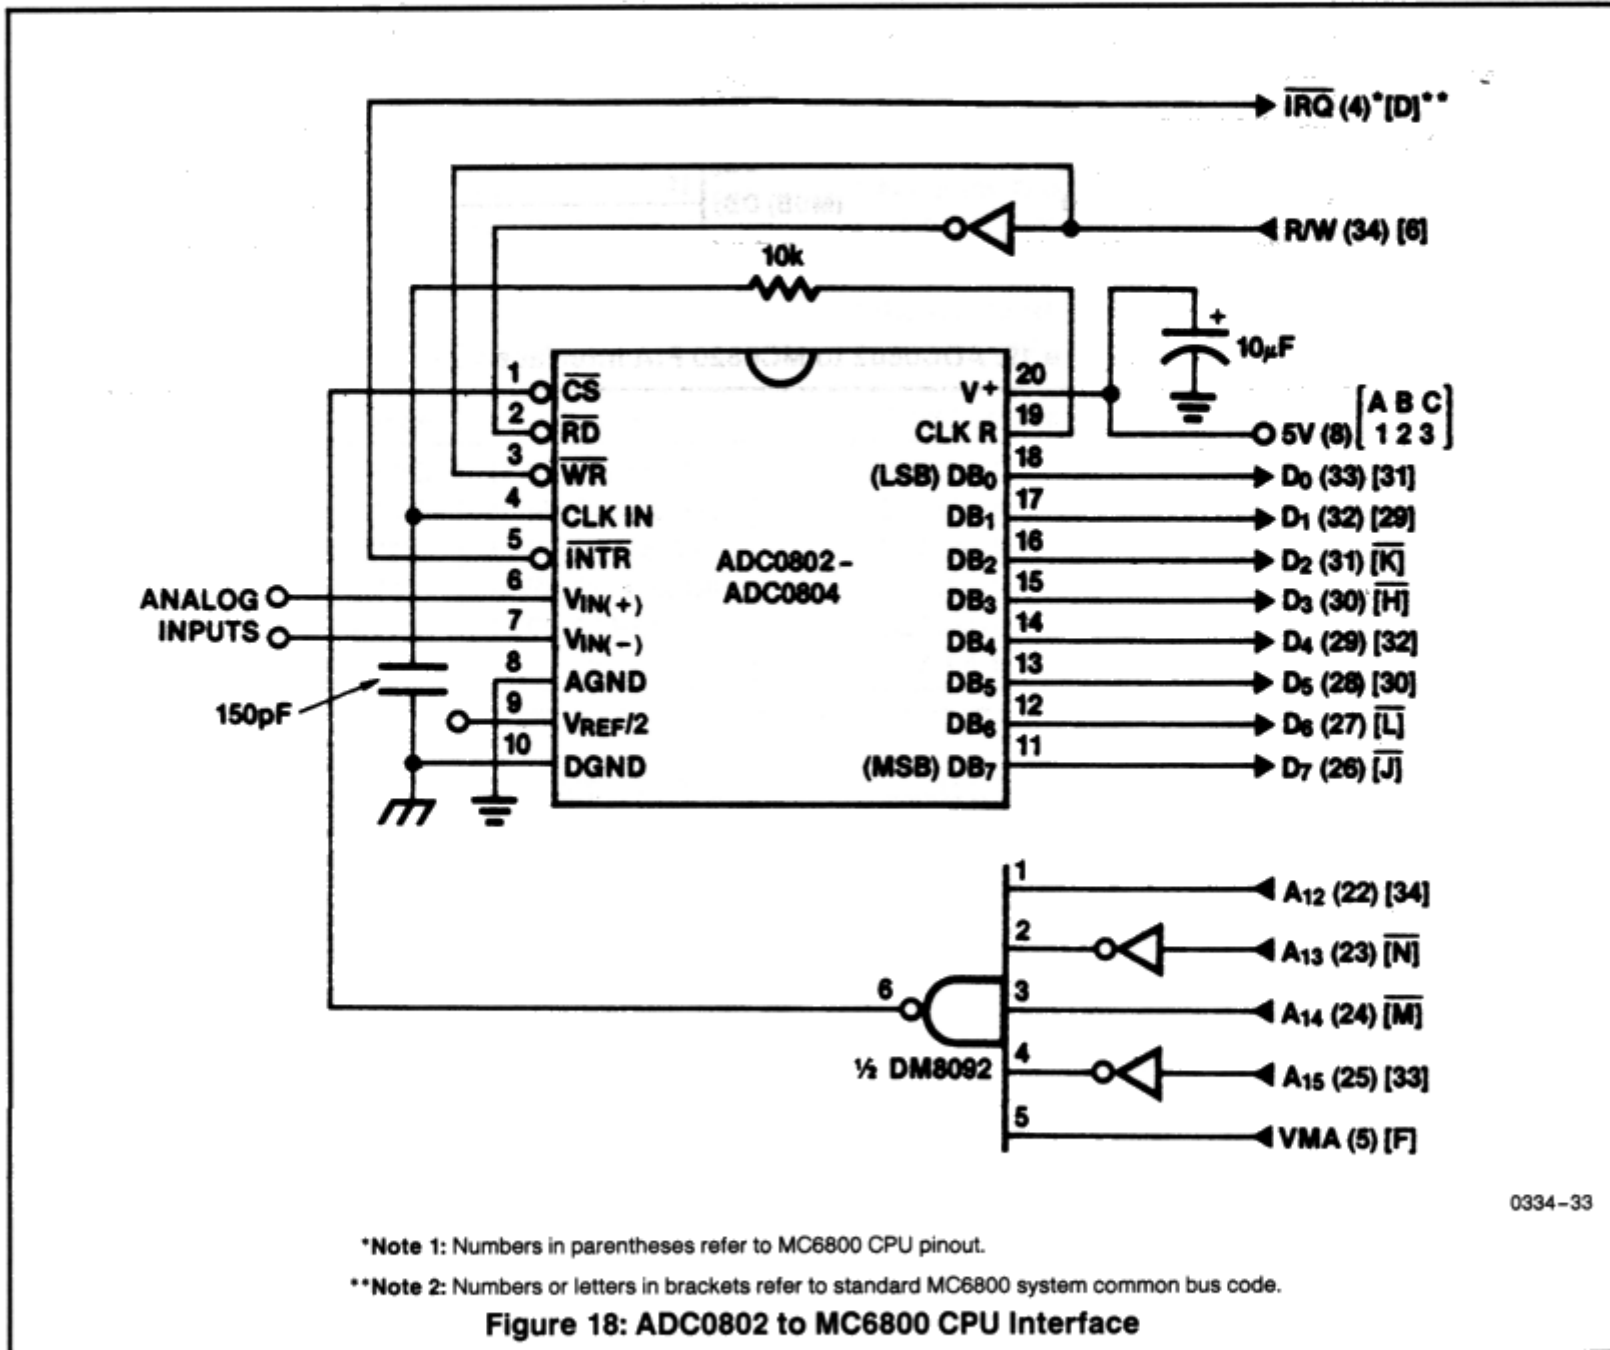 IRQ (4)*[D]**
R/W (34) [6]
10k
+
10µF
1 CS
2 RD
3 WR
4 CLK IN
5 INTR
6 VIN(+)
7 VIN(-)
8 AGND
9 VREF/2
10 DGND
ADC0802-
ADC0804
ANALOG
INPUTS
150pF
V+ 20
CLK R 19
(LSB) DB0 18
DB1 17
DB2 16
DB3 15
DB4 14
DB5 13
DB6 12
(MSB) DB7 11
5V (8) [A B C
1 2 3]
D0 (33) [31]
D1 (32) [29]
D2 (31) [K]
D3 (30) [H]
D4 (29) [32]
D5 (28) [30]
D6 (27) [L]
D7 (26) [J]
1 A12 (22) [34]
2 A13 (23) [N]
6 3 A14 (24) [M]
½ DM8092 4 A15 (25) [33]
5 VMA (5) [F]
0334-33
*Note 1: Numbers in parentheses refer to MC6800 CPU pinout.
**Note 2: Numbers or letters in brackets refer to standard MC6800 system common bus code.
Figure 18: ADC0802 to MC6800 CPU Interface